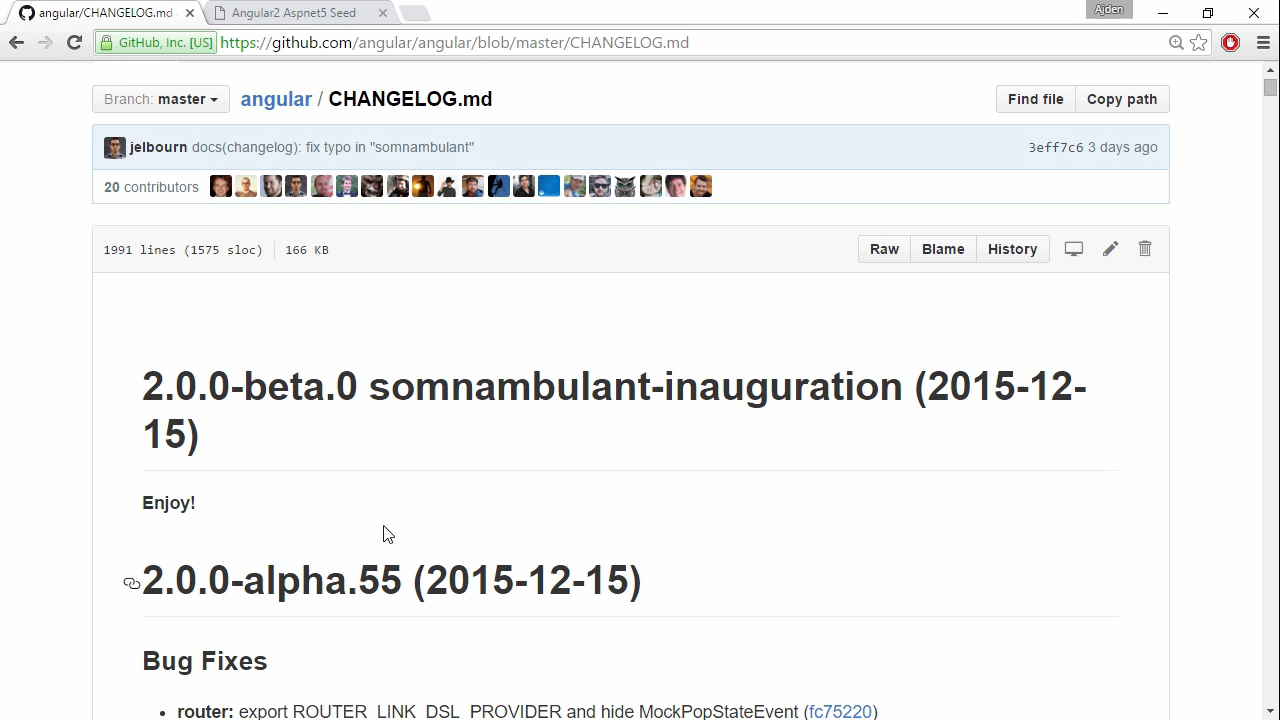 angular/CHANGELOG.md
Angular2 Aspnet5 Seed
Ajden
GitHub, Inc. [US]
https://github.com/angular/angular/blob/master/CHANGELOG.md
Branch: master
angular / CHANGELOG.md
Find file
Copy path
jelbourn docs(changelog): fix typo in "somnambulant"
3eff7c6 3 days ago
20 contributors
1991 lines (1575 sloc)
166 KB
Raw
Blame
History
2.0.0-beta.0 somnambulant-inauguration (2015-12-
15)
Enjoy!
2.0.0-alpha.55 (2015-12-15)
Bug Fixes
router: export ROUTER_LINK_DSL_PROVIDER and hide MockPopStateEvent (fc75220)